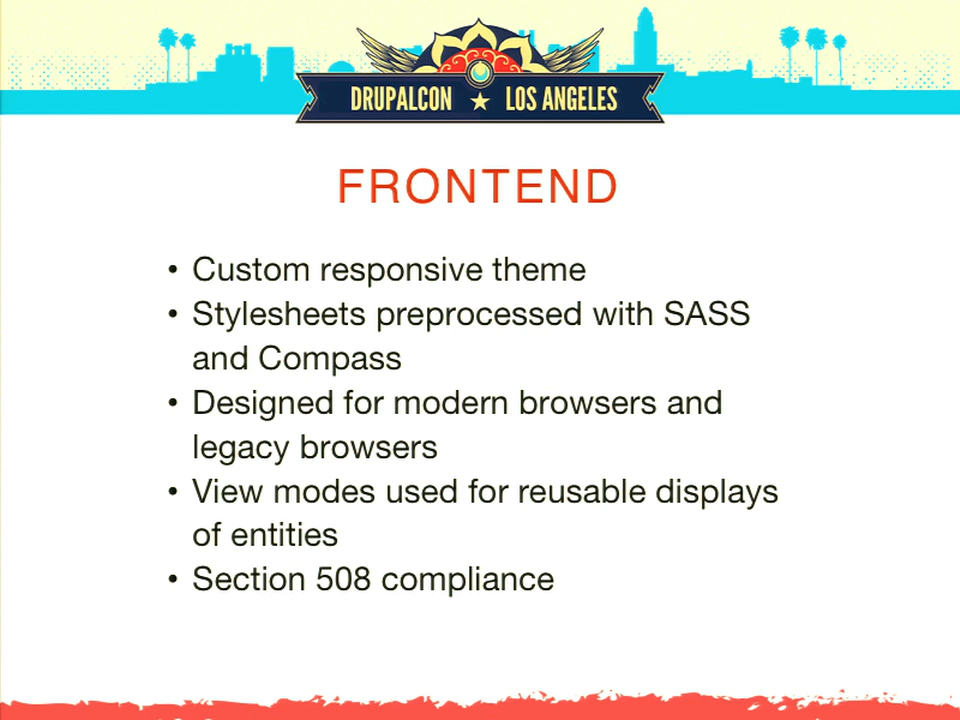 DRUPALCON ★ LOS ANGELES
FRONTEND
• Custom responsive theme
• Stylesheets preprocessed with SASS
and Compass
• Designed for modern browsers and
legacy browsers
• View modes used for reusable displays
of entities
• Section 508 compliance